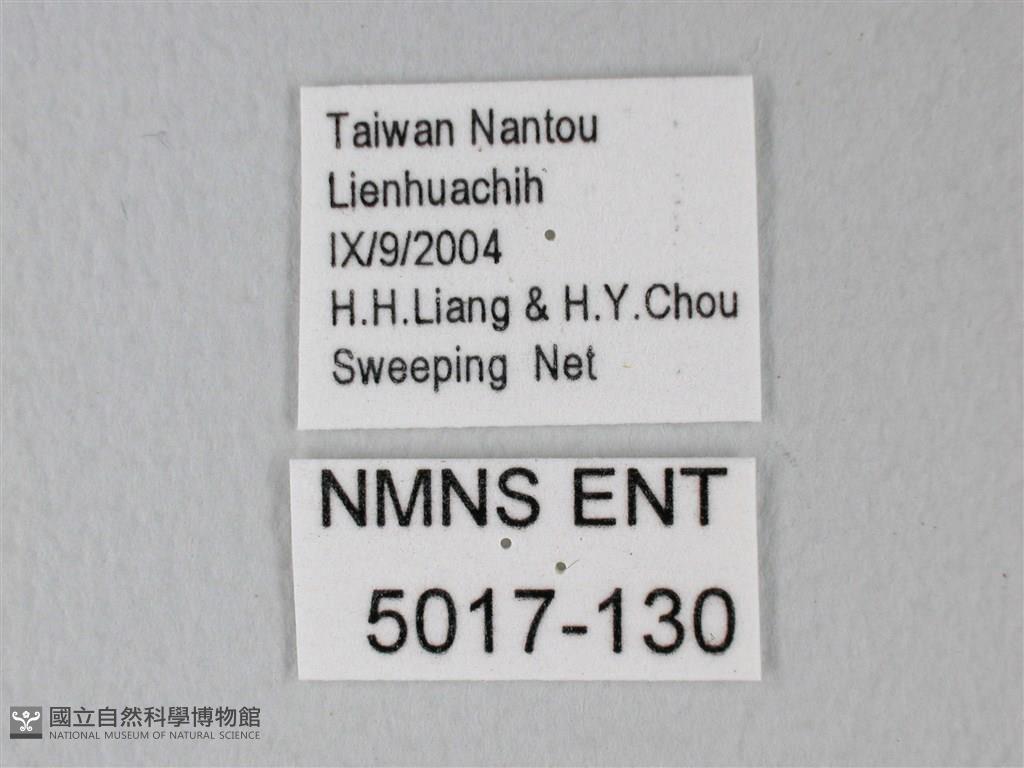 Taiwan Nantou
Lienhuachih
IX/9/2004
H.H.Liang & H.Y.Chou
Sweeping Net
NMNS ENT
5017-130
國立自然科學博物館
NATIONAL MUSEUM OF NATURAL SCIENCE